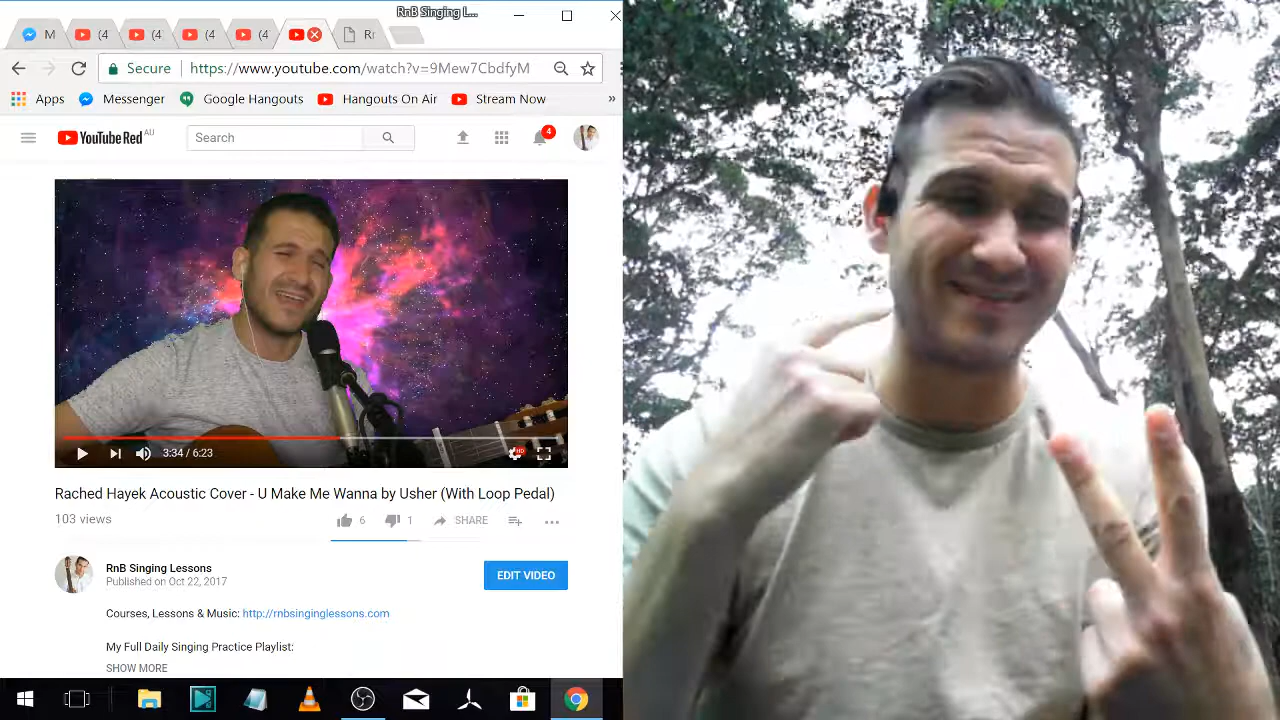 RnB Singing L...
M
(4
(4
(4
(4
Rr
Secure
https://www.youtube.com/watch?v=9Mew7CbdfyM
Apps
Messenger
Google Hangouts
Hangouts On Air
Stream Now
»
YouTube Red AU
Search
4
3:34 / 6:23
HD
Rached Hayek Acoustic Cover - U Make Me Wanna by Usher (With Loop Pedal)
103 views
6
1
SHARE
RnB Singing Lessons
Published on Oct 22, 2017
EDIT VIDEO
Courses, Lessons & Music: http://rnbsinginglessons.com
My Full Daily Singing Practice Playlist:
SHOW MORE